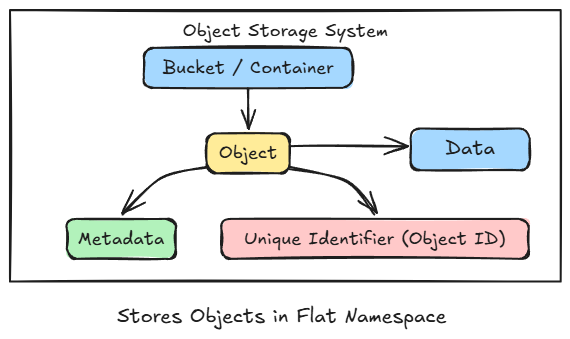 Object Storage System
Bucket / Container
Object
Data
Metadata
Unique Identifier (Object ID)
Stores Objects in Flat Namespace